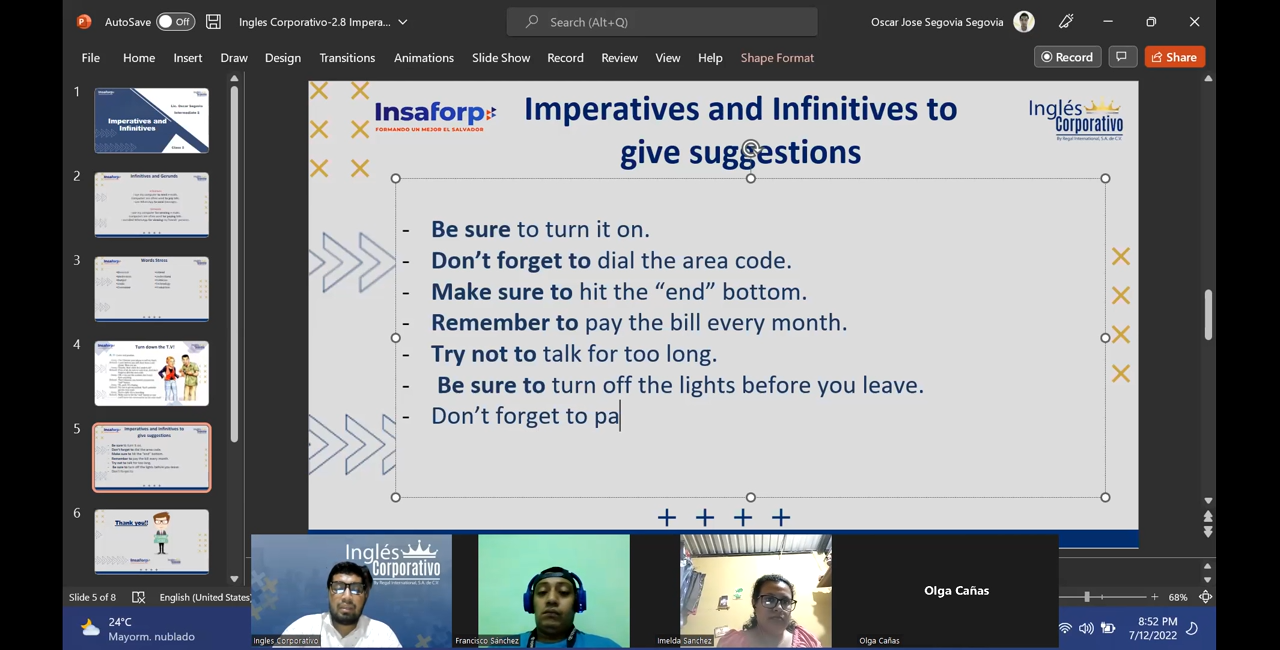 AutoSave Off Ingles Corporativo-2.8 Impera... Search (Alt+Q) Oscar Jose Segovia Segovia
File Home Insert Draw Design Transitions Animations Slide Show Record Review View Help Shape Format Record Share
1
Imperatives and
Infinitives
2
Infinitives and Gerunds
3
Words Stress
4
Turn down the T.V!
5
Imperatives and Infinitives to
give suggestions
6
Thank you!!
Insaforp
FORMANDO UN MEJOR EL SALVADOR
Imperatives and Infinitives to
give suggestions
Inglés
Corporativo
By Regal International, S.A. de C.V.
- Be sure to turn it on.
- Don't forget to dial the area code.
- Make sure to hit the “end” bottom.
- Remember to pay the bill every month.
- Try not to talk for too long.
- Be sure to turn off the lights before you leave.
- Don't forget to pa
Slide 5 of 8 English (United States) 68%
Inglés
Corporativo
Ingles Corporativo
Francisco Sánchez
Imelda Sanchez
Olga Cañas
Olga Cañas
24°C
Mayorm. nublado
8:52 PM
7/12/2022